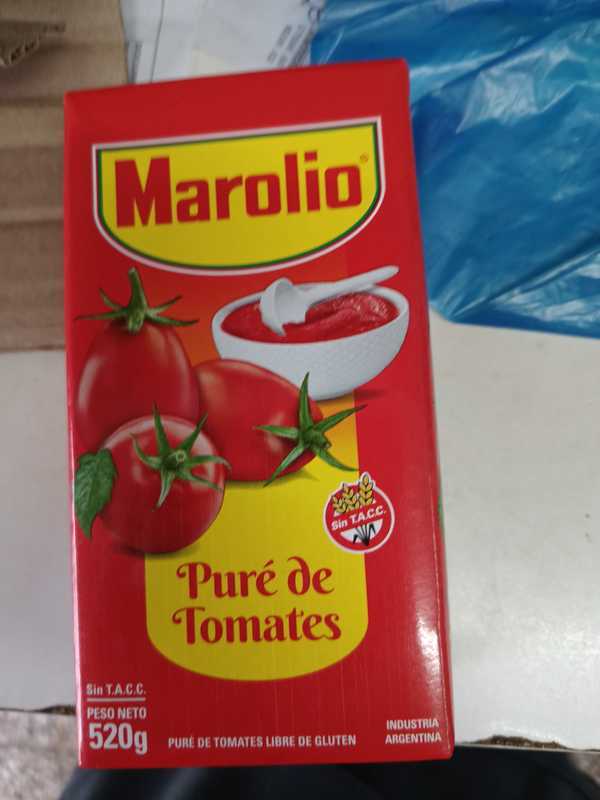 Marolio®
Sin T.A.C.C.
Puré de
Tomates
Sin T.A.C.C.
PESO NETO
520g
PURÉ DE TOMATES LIBRE DE GLUTEN
INDUSTRIA
ARGENTINA